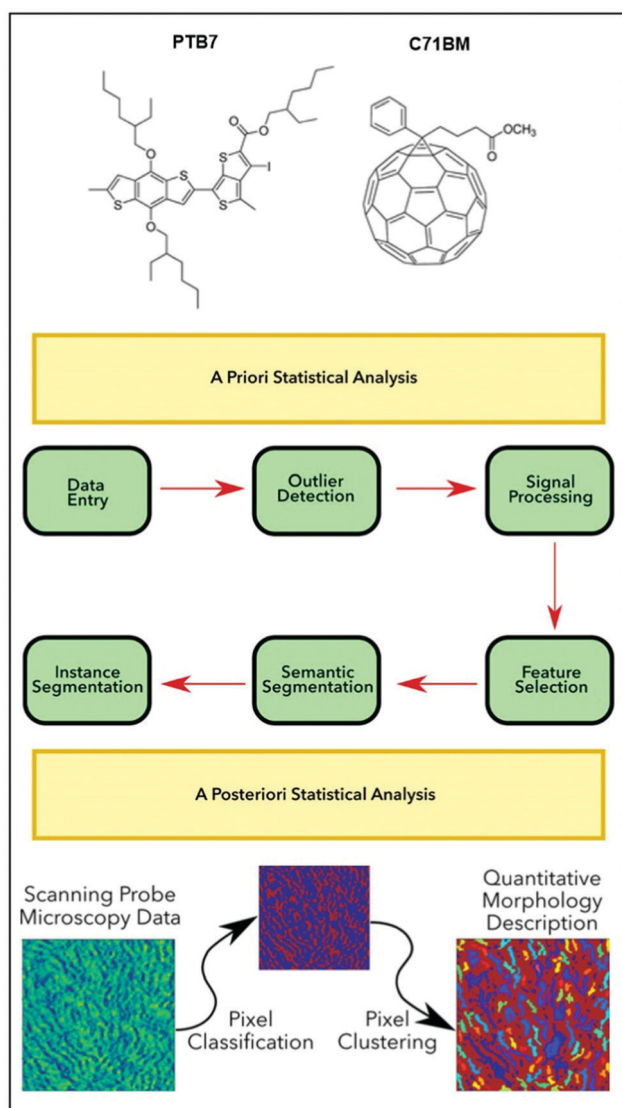 PTB7
C71BM
O
O
O
I
S
S
S
S
O
OCH₃
O
A Priori Statistical Analysis
Data
Entry
Outlier
Detection
Signal
Processing
Instance
Segmentation
Semantic
Segmentation
Feature
Selection
A Posteriori Statistical Analysis
Scanning Probe
Microscopy Data
Quantitative
Morphology
Description
Pixel
Classification
Pixel
Clustering